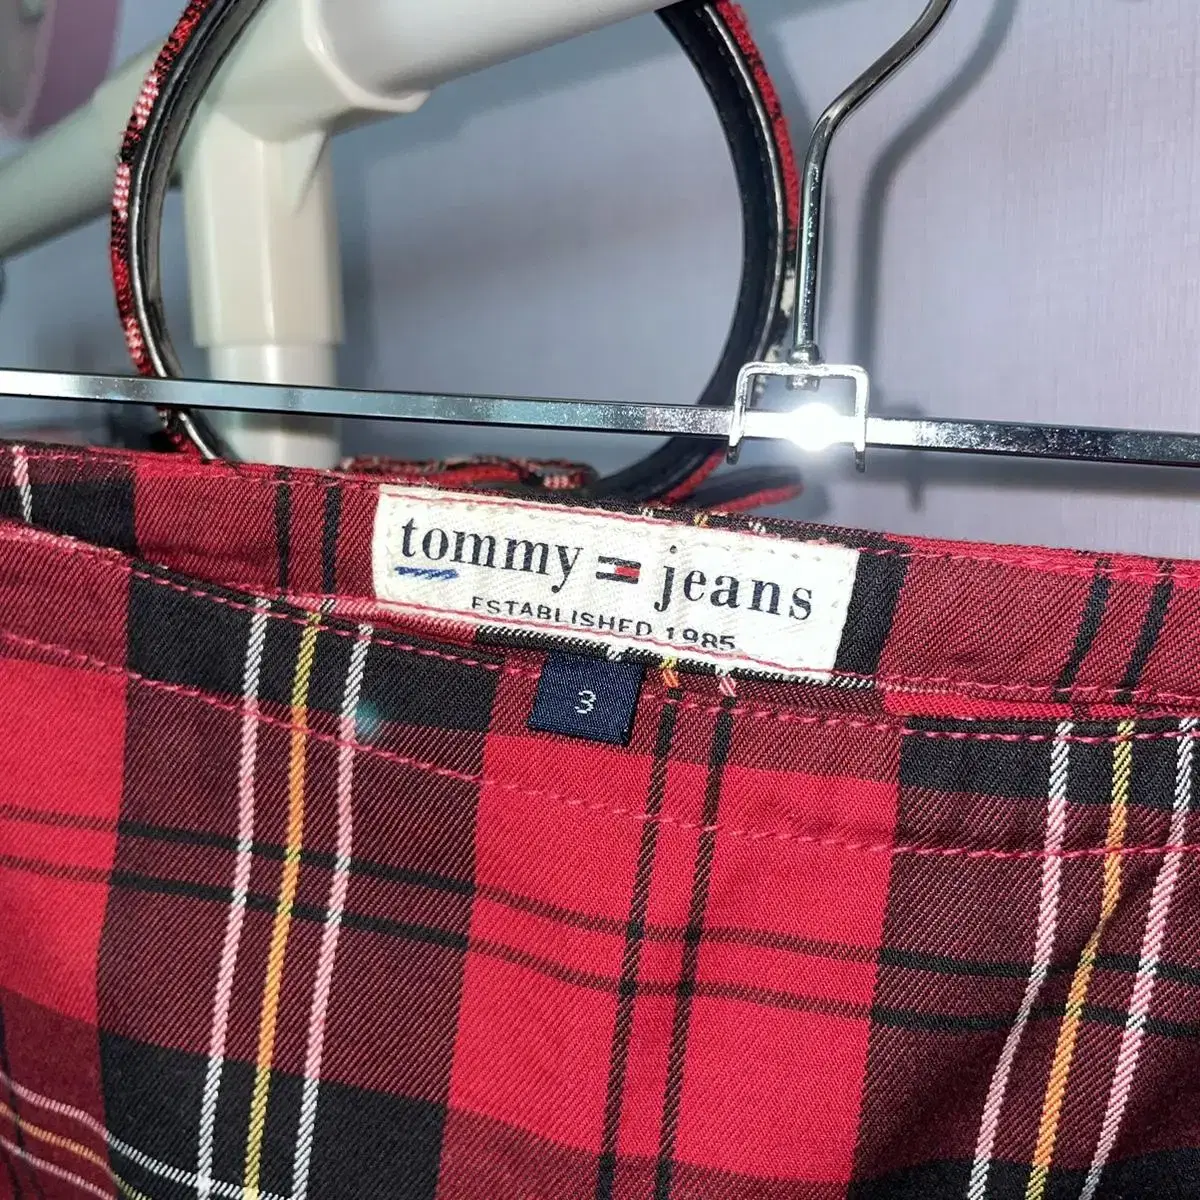 tommy jeans
ESTABLISHED 1985
3